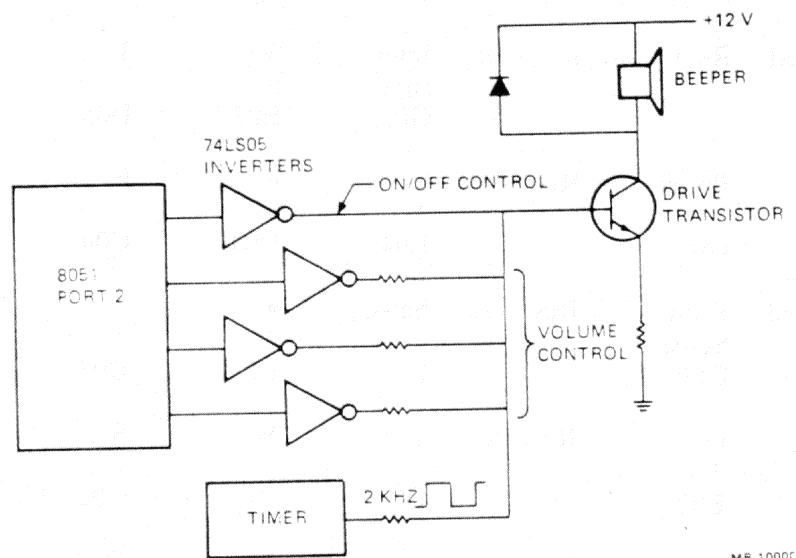 +12 V
BEEPER
74LS05
INVERTERS
ON/OFF CONTROL
DRIVE
TRANSISTOR
8051
PORT 2
VOLUME
CONTROL
2 KHZ
TIMER